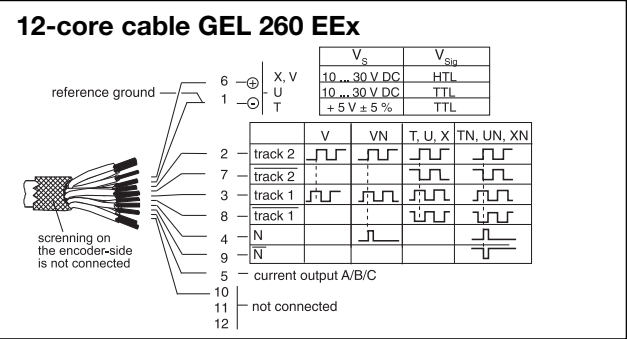 12-core cable GEL 260 EEx
V_S V_Sig
6 X, V 10 ... 30 V DC HTL
reference ground U 10 ... 30 V DC TTL
1 T + 5 V ± 5 % TTL
V VN T, U, X TN, UN, XN
2 track 2
7 track 2
3 track 1
8 track 1
4 N
9 N
screnning on
the encoder-side
is not connected
5 current output A/B/C
10
11 not connected
12